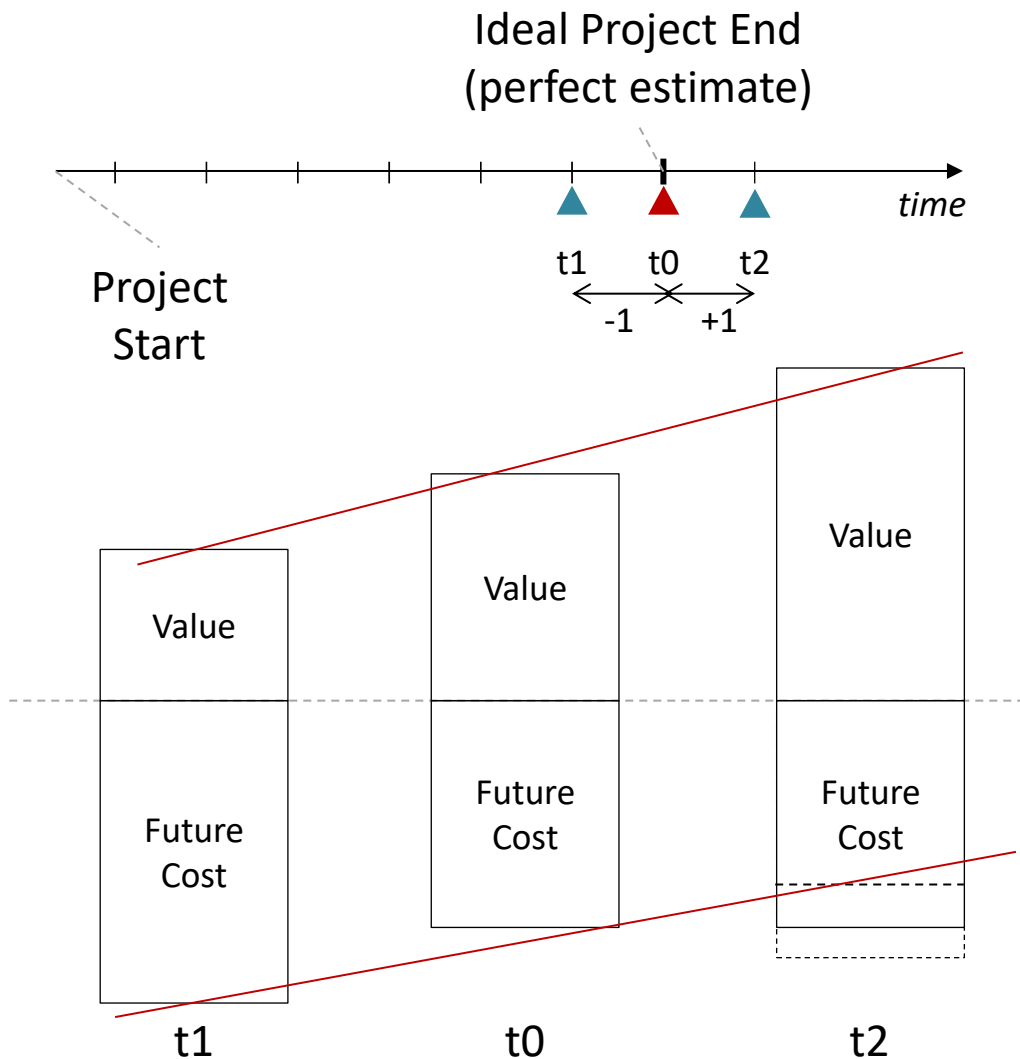 Ideal Project End
(perfect estimate)
time
t1
t0
t2
-1
+1
Project
Start
Value
Value
Value
Future
Cost
Future
Cost
Future
Cost
t1
t0
t2